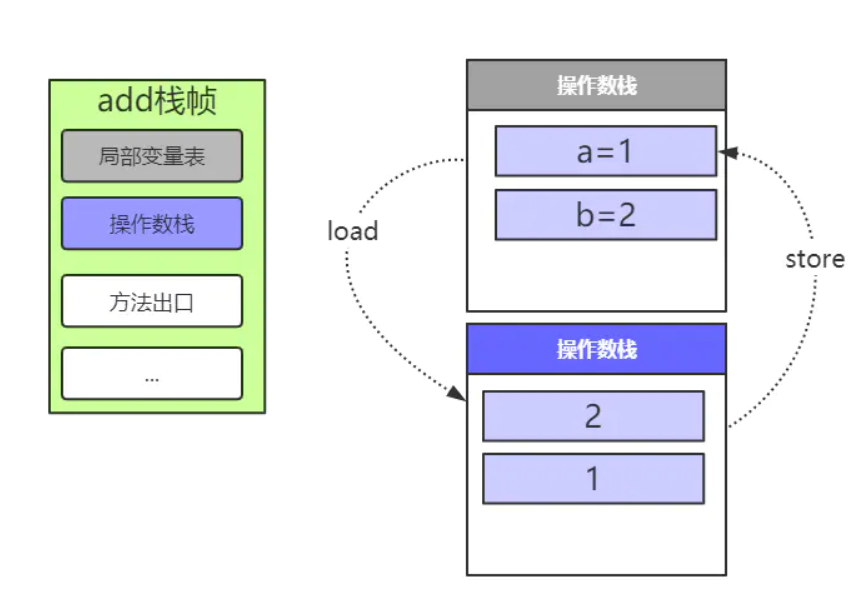 add栈帧
局部变量表
操作数栈
方法出口
...
操作数栈
a=1
b=2
load
store
操作数栈
2
1